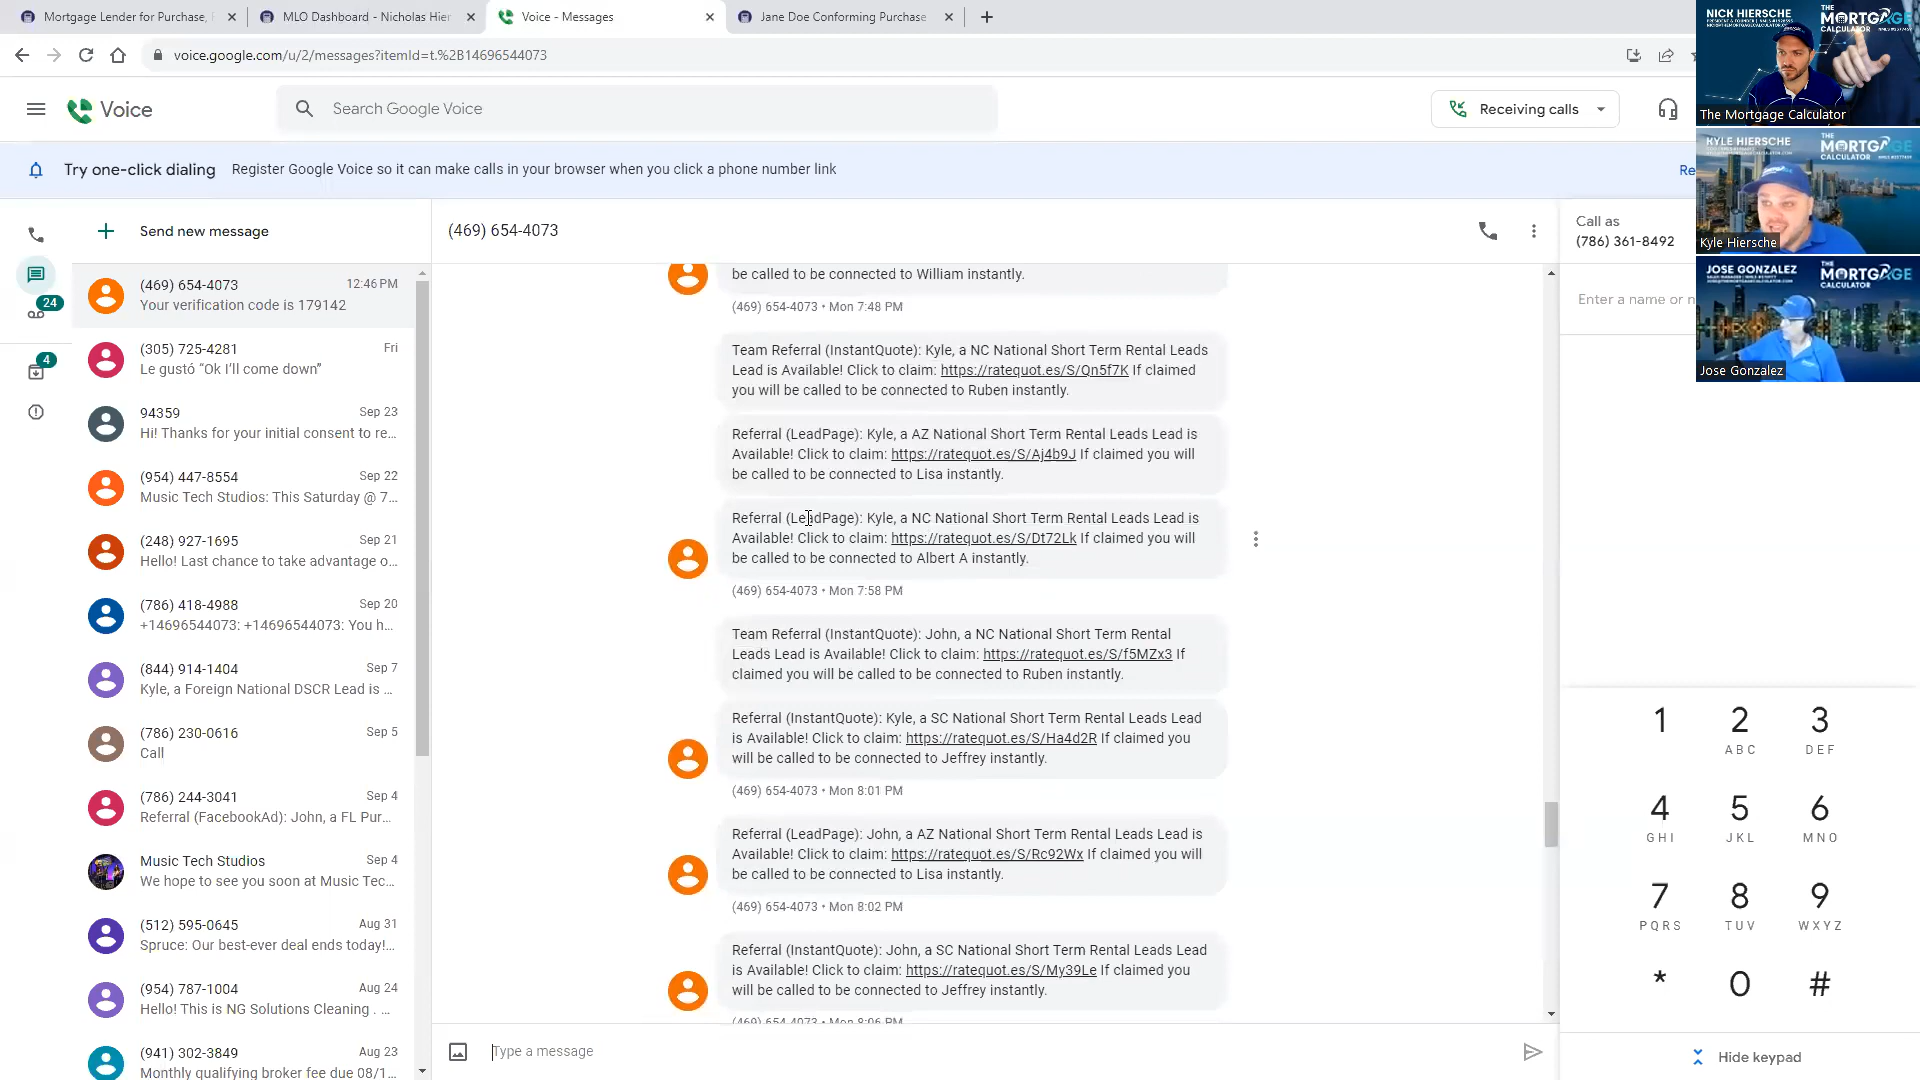 Mortgage Lender for Purchase,
MLO Dashboard - Nicholas Hier
Voice - Messages
Jane Doe Conforming Purchase
voice.google.com/u/2/messages?itemId=t.%2B14696544073
Voice
Search Google Voice
Receiving calls
Try one-click dialing
Register Google Voice so it can make calls in your browser when you click a phone number link
Re
NICK HIERSCHE
THE MORTGAGE CALCULATOR
The Mortgage Calculator
KYLE HIERSCHE
THE MORTGAGE CALCULATOR
Kyle Hiersche
JOSE GONZALEZ
THE MORTGAGE CALCULATOR
Jose Gonzalez
24
4
Send new message
(469) 654-4073
12:46 PM
Your verification code is 179142
(305) 725-4281
Fri
Le gustó “Ok I’ll come down”
94359
Sep 23
Hi! Thanks for your initial consent to re...
(954) 447-8554
Sep 22
Music Tech Studios: This Saturday @ 7...
(248) 927-1695
Sep 21
Hello! Last chance to take advantage o...
(786) 418-4988
Sep 20
+14696544073: +14696544073: You h...
(844) 914-1404
Sep 7
Kyle, a Foreign National DSCR Lead is ...
(786) 230-0616
Sep 5
Call
(786) 244-3041
Sep 4
Referral (FacebookAd): John, a FL Pur...
Music Tech Studios
Sep 4
We hope to see you soon at Music Tec...
(512) 595-0645
Aug 31
Spruce: Our best-ever deal ends today!...
(954) 787-1004
Aug 24
Hello! This is NG Solutions Cleaning . ...
(941) 302-3849
Aug 23
Monthly qualifying broker fee due 08/1...
(469) 654-4073
be called to be connected to William instantly.
(469) 654-4073 • Mon 7:48 PM
Team Referral (InstantQuote): Kyle, a NC National Short Term Rental Leads
Lead is Available! Click to claim: https://ratequot.es/S/Qn5f7K If claimed
you will be called to be connected to Ruben instantly.
Referral (LeadPage): Kyle, a AZ National Short Term Rental Leads Lead is
Available! Click to claim: https://ratequot.es/S/Aj4b9J If claimed you will
be called to be connected to Lisa instantly.
Referral (LeadPage): Kyle, a NC National Short Term Rental Leads Lead is
Available! Click to claim: https://ratequot.es/S/Dt72Lk If claimed you will
be called to be connected to Albert A instantly.
(469) 654-4073 • Mon 7:58 PM
Team Referral (InstantQuote): John, a NC National Short Term Rental
Leads Lead is Available! Click to claim: https://ratequot.es/S/f5MZx3 If
claimed you will be called to be connected to Ruben instantly.
Referral (InstantQuote): Kyle, a SC National Short Term Rental Leads Lead
is Available! Click to claim: https://ratequot.es/S/Ha4d2R If claimed you
will be called to be connected to Jeffrey instantly.
(469) 654-4073 • Mon 8:01 PM
Referral (LeadPage): John, a AZ National Short Term Rental Leads Lead is
Available! Click to claim: https://ratequot.es/S/Rc92Wx If claimed you will
be called to be connected to Lisa instantly.
(469) 654-4073 • Mon 8:02 PM
Referral (InstantQuote): John, a SC National Short Term Rental Leads Lead
is Available! Click to claim: https://ratequot.es/S/My39Le If claimed you
will be called to be connected to Jeffrey instantly.
(469) 654-4073 • Mon 8:06 PM
Type a message
Call as
(786) 361-8492
Enter a name or n
1
2
3
ABC
DEF
4
5
6
GHI
JKL
MNO
7
8
9
PQRS
TUV
WXYZ
*
0
#
Hide keypad